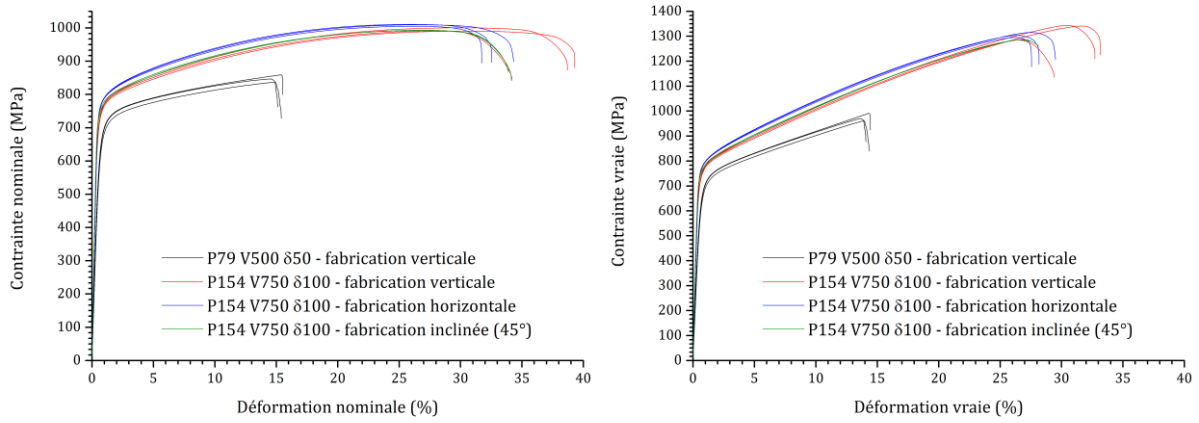 1000
900
800
700
600
500
400
300
200
100
0
Contrainte nominale (MPa)
P79 V500 δ50 - fabrication verticale
P154 V750 δ100 - fabrication verticale
P154 V750 δ100 - fabrication horizontale
P154 V750 δ100 - fabrication inclinée (45°)
0 5 10 15 20 25 30 35 40
Déformation nominale (%)
1400
1300
1200
1100
1000
900
800
700
600
500
400
300
200
100
0
Contrainte vraie (MPa)
P79 V500 δ50 - fabrication verticale
P154 V750 δ100 - fabrication verticale
P154 V750 δ100 - fabrication horizontale
P154 V750 δ100 - fabrication inclinée (45°)
0 5 10 15 20 25 30 35 40
Déformation vraie (%)